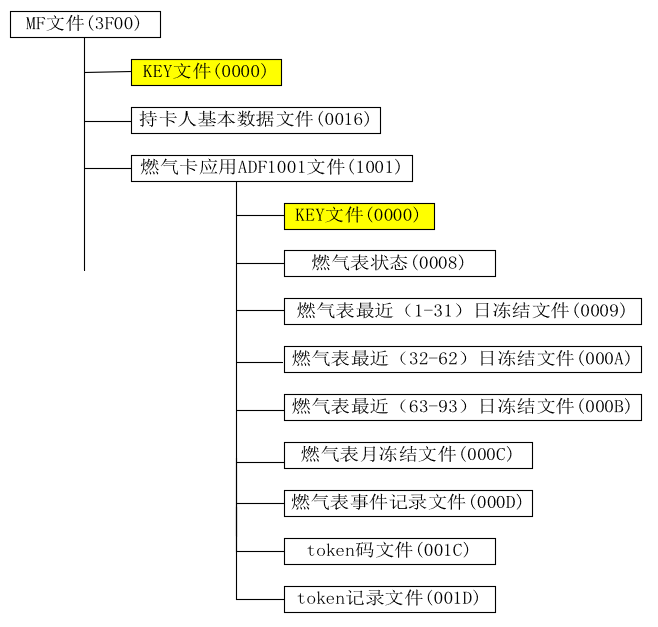 MF文件(3F00)
KEY文件(0000)
持卡人基本数据文件(0016)
燃气卡应用ADF1001文件(1001)
KEY文件(0000)
燃气表状态(0008)
燃气表最近（1-31）日冻结文件(0009)
燃气表最近（32-62）日冻结文件(000A)
燃气表最近（63-93）日冻结文件(000B)
燃气表月冻结文件(000C)
燃气表事件记录文件(000D)
token码文件(001C)
token记录文件(001D)